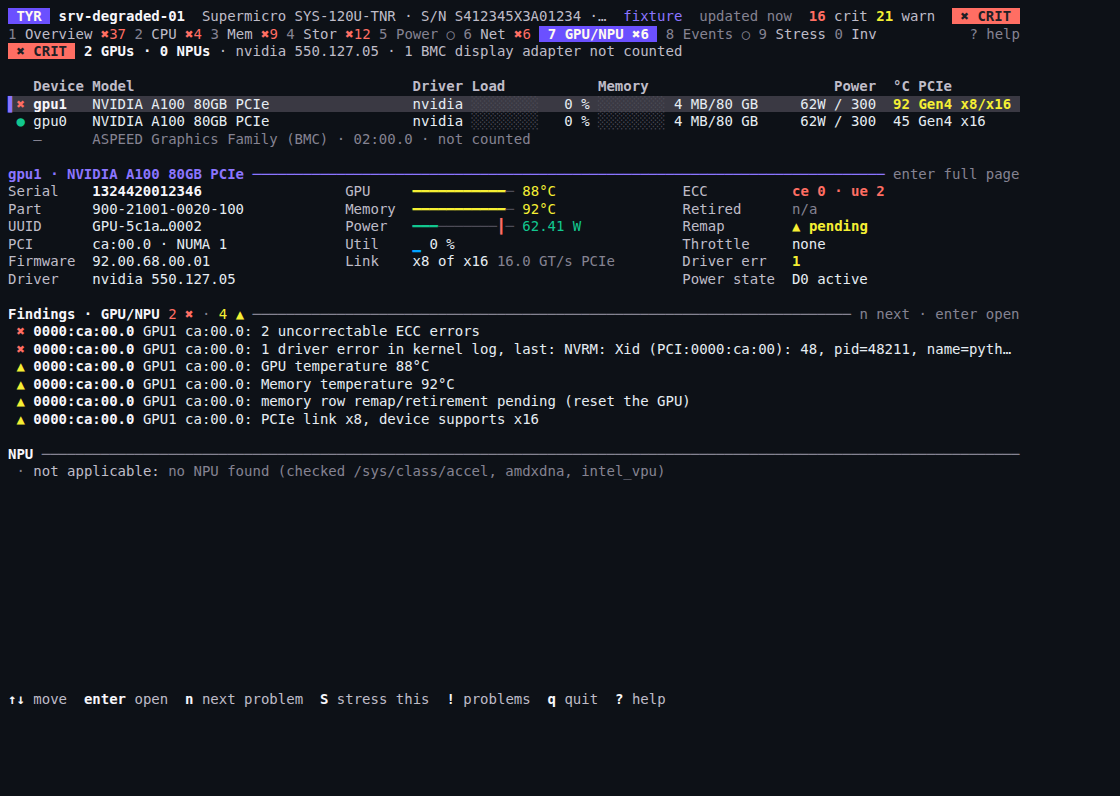 TYR srv-degraded-01 Supermicro SYS-120U-TNR · S/N S412345X3A01234 ·… fixture updated now 16 crit 21 warn ✖ CRIT
1 Overview ✖37 2 CPU ✖4 3 Mem ✖9 4 Stor ✖12 5 Power ○ 6 Net ✖6 7 GPU/NPU ✖6 8 Events ○ 9 Stress 0 Inv ? help
✖ CRIT 2 GPUs · 0 NPUs · nvidia 550.127.05 · 1 BMC display adapter not counted
Device Model Driver Load Memory Power °C PCIe
✖ gpu1 NVIDIA A100 80GB PCIe nvidia 0 % 4 MB/80 GB 62W / 300 92 Gen4 x8/x16
● gpu0 NVIDIA A100 80GB PCIe nvidia 0 % 4 MB/80 GB 62W / 300 45 Gen4 x16
– ASPEED Graphics Family (BMC) · 02:00.0 · not counted
gpu1 · NVIDIA A100 80GB PCIe enter full page
Serial 1324420012346 GPU 88°C ECC ce 0 · ue 2
Part 900-21001-0020-100 Memory 92°C Retired n/a
UUID GPU-5c1a…0002 Power 62.41 W Remap ▲ pending
PCI ca:00.0 · NUMA 1 Util 0 % Throttle none
Firmware 92.00.68.00.01 Link x8 of x16 16.0 GT/s PCIe Driver err 1
Driver nvidia 550.127.05 Power state D0 active
Findings · GPU/NPU 2 ✖ · 4 ▲ n next · enter open
✖ 0000:ca:00.0 GPU1 ca:00.0: 2 uncorrectable ECC errors
✖ 0000:ca:00.0 GPU1 ca:00.0: 1 driver error in kernel log, last: NVRM: Xid (PCI:0000:ca:00): 48, pid=48211, name=pyth…
▲ 0000:ca:00.0 GPU1 ca:00.0: GPU temperature 88°C
▲ 0000:ca:00.0 GPU1 ca:00.0: Memory temperature 92°C
▲ 0000:ca:00.0 GPU1 ca:00.0: memory row remap/retirement pending (reset the GPU)
▲ 0000:ca:00.0 GPU1 ca:00.0: PCIe link x8, device supports x16
NPU
· not applicable: no NPU found (checked /sys/class/accel, amdxdna, intel_vpu)
↑↓ move enter open n next problem S stress this ! problems q quit ? help